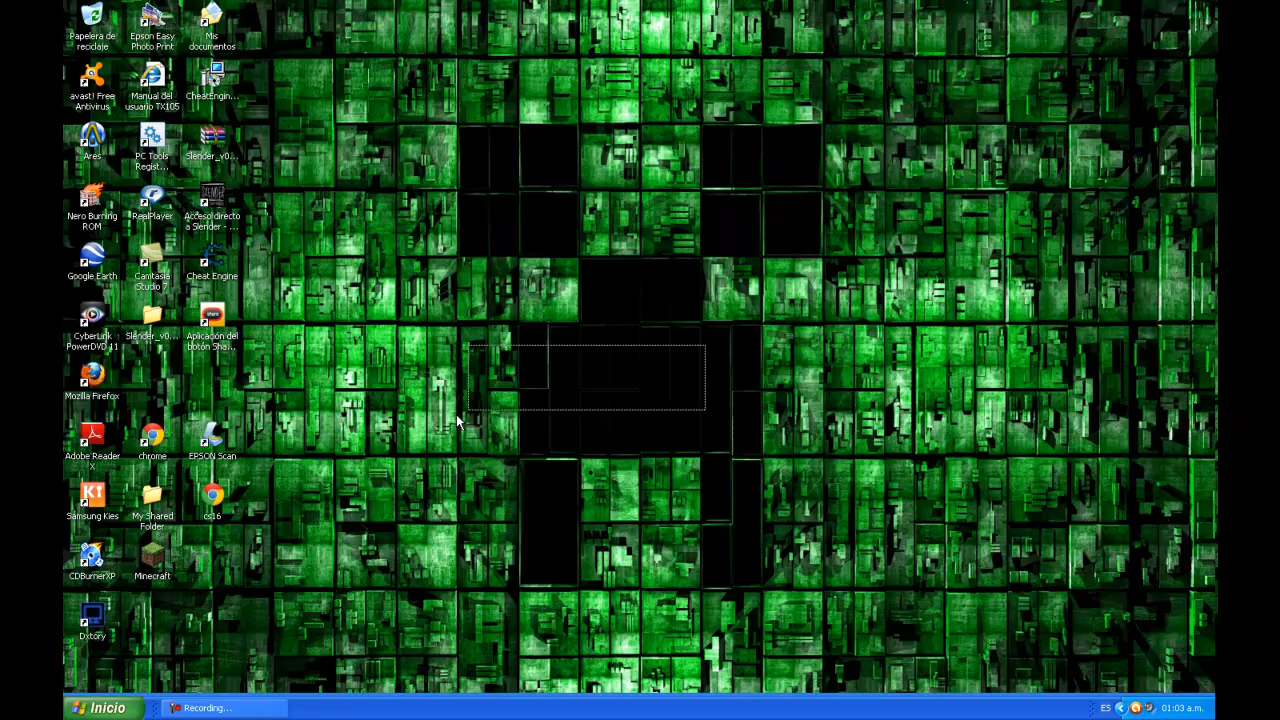 Papelera de
reciclaje
Epson Easy
Photo Print
Mis
documentos
avast! Free
Antivirus
Manual del
usuario TX105
CheatEngin...
Ares
PC Tools
Regist...
Slender_v0...
Nero Burning
ROM
RealPlayer
SLENDER
Acceso directo
a Slender - ...
Google Earth
Camtasia
Studio 7
Cheat Engine
CyberLink
PowerDVD 11
Slender_v0...
share
Aplicación del
botón Sha...
Mozilla Firefox
Adobe Reader
X
chrome
EPSON Scan
Ki
Samsung Kies
My Shared
Folder
cs16
CDBurnerXP
Minecraft
Dxtory
Inicio
Recording...
ES
01:03 a.m.